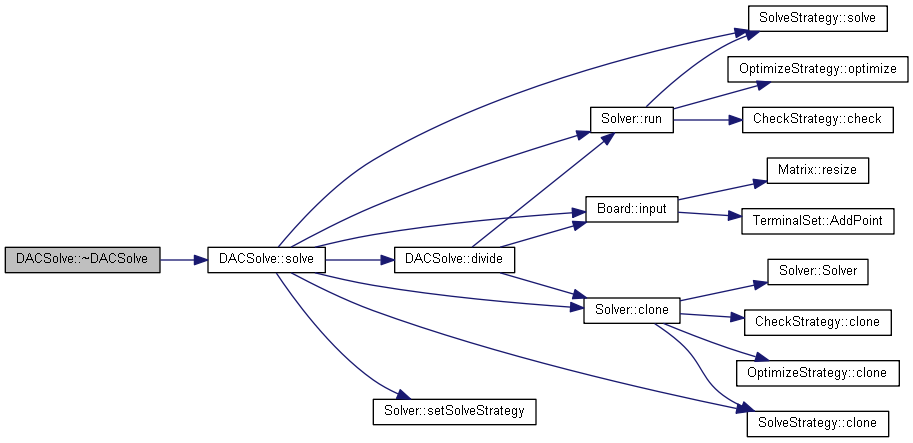 SolveStrategy::solve
OptimizeStrategy::optimize
Solver::run
CheckStrategy::check
Matrix::resize
Board::input
TerminalSet::AddPoint
DACSolve::~DACSolve
DACSolve::solve
DACSolve::divide
Solver::Solver
Solver::clone
CheckStrategy::clone
OptimizeStrategy::clone
Solver::setSolveStrategy
SolveStrategy::clone